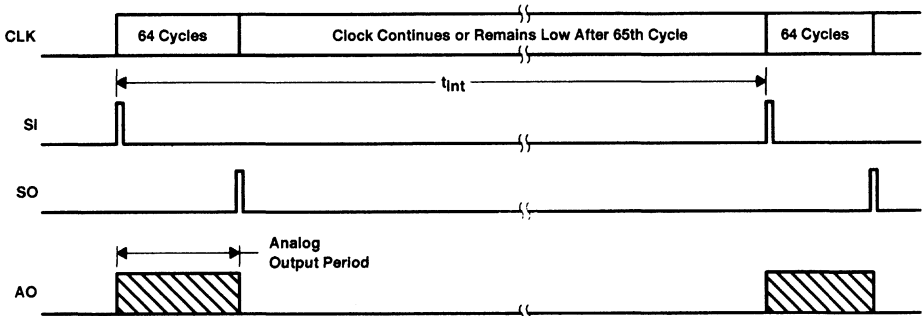 CLK
64 Cycles
Clock Continues or Remains Low After 65th Cycle
64 Cycles
tint
SI
SO
Analog
Output Period
AO